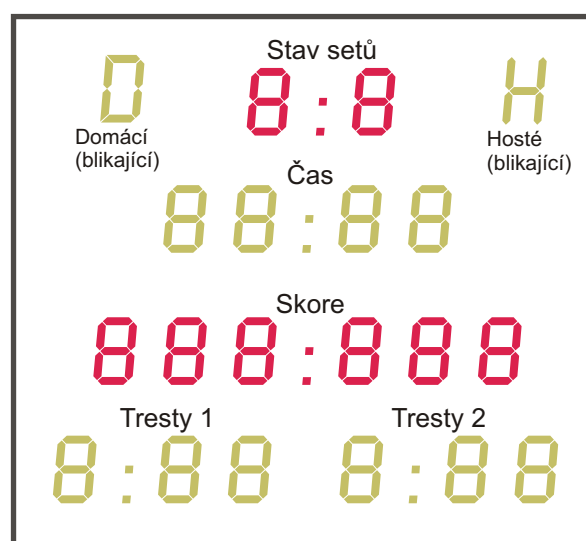 Stav setů
D 8:8 H
Domácí
(blikající)
Hosté
(blikající)
Čas
88:88
Skore
888:888
Tresty 1 Tresty 2
8:88 8:88